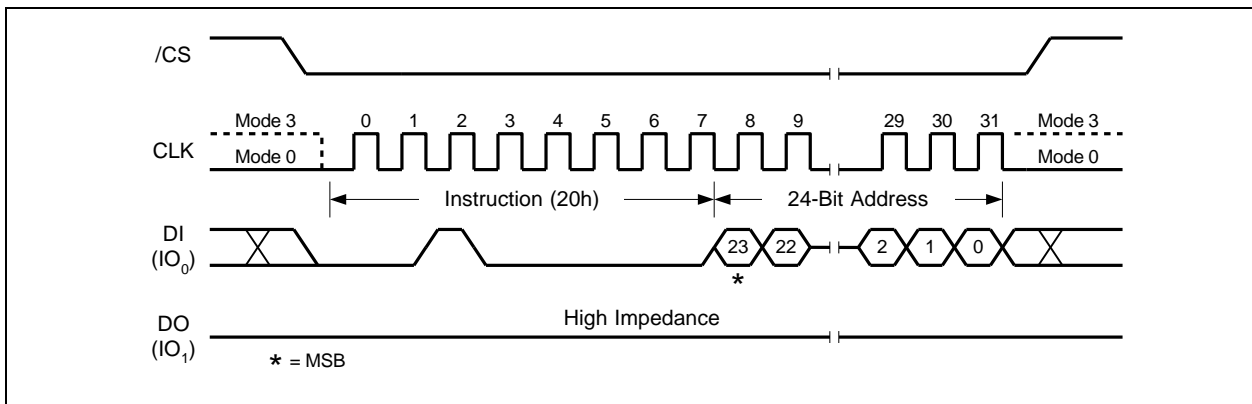 /CS
Mode 3 0 1 2 3 4 5 6 7 8 9 29 30 31 Mode 3
CLK Mode 0 Mode 0
Instruction (20h) 24-Bit Address
DI
(IO0) 23 22 2 1 0
*
High Impedance
DO
(IO1)
* = MSB